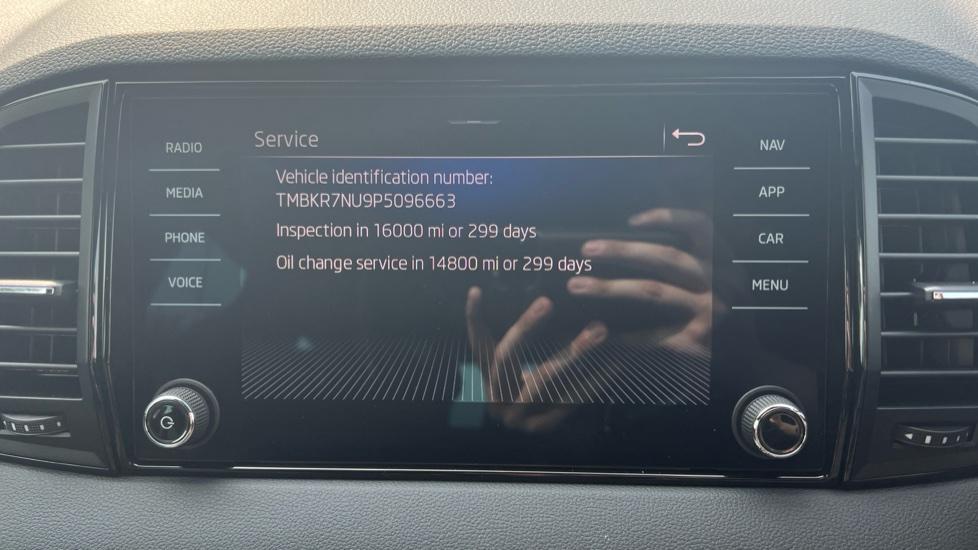 Service
RADIO
MEDIA
PHONE
VOICE
Vehicle identification number:
TMBKR7NU9P5096663
Inspection in 16000 mi or 299 days
Oil change service in 14800 mi or 299 days
NAV
APP
CAR
MENU